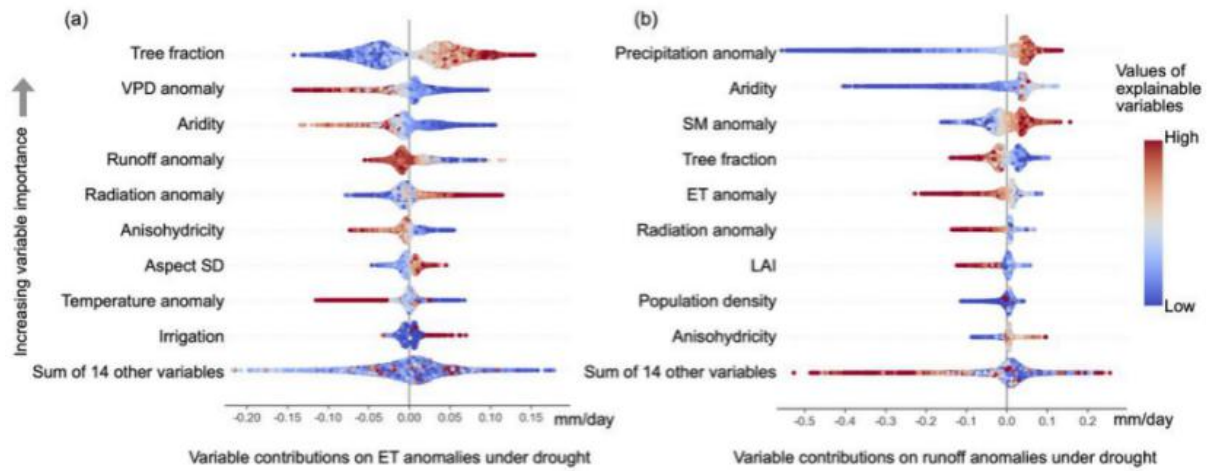 (a)
Increasing variable importance
Tree fraction
VPD anomaly
Aridity
Runoff anomaly
Radiation anomaly
Anisohydricity
Aspect SD
Temperature anomaly
Irrigation
Sum of 14 other variables
-0.20 -0.15 -0.10 -0.05 0.00 0.05 0.10 0.15 mm/day
Variable contributions on ET anomalies under drought
(b)
Precipitation anomaly
Aridity
SM anomaly
Tree fraction
ET anomaly
Radiation anomaly
LAI
Population density
Anisohydricity
Sum of 14 other variables
-0.5 -0.4 -0.3 -0.2 -0.1 0.0 0.1 0.2 mm/day
Variable contributions on runoff anomalies under drought
Values of
explainable
variables
High
Low